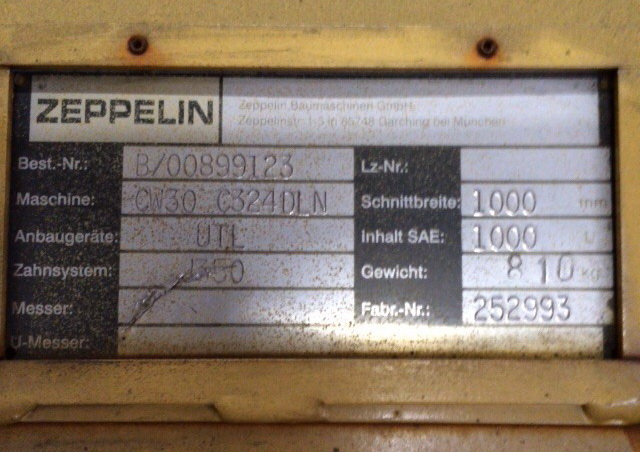 ZEPPELIN
Zeppelin Baumaschinen GmbH
Zeppelinstr. 1-5 in 85748 Garching bei München
Best.-Nr.: B/00899123 Lz-Nr.:
Maschine: CW30 C324DLN Schnittbreite: 1000 mm
Anbaugeräte: UTL Inhalt SAE: 1000 L
Zahnsystem: J350 Gewicht: 810 kg
Messer: Fabr.-Nr.: 252993
U-Messer: